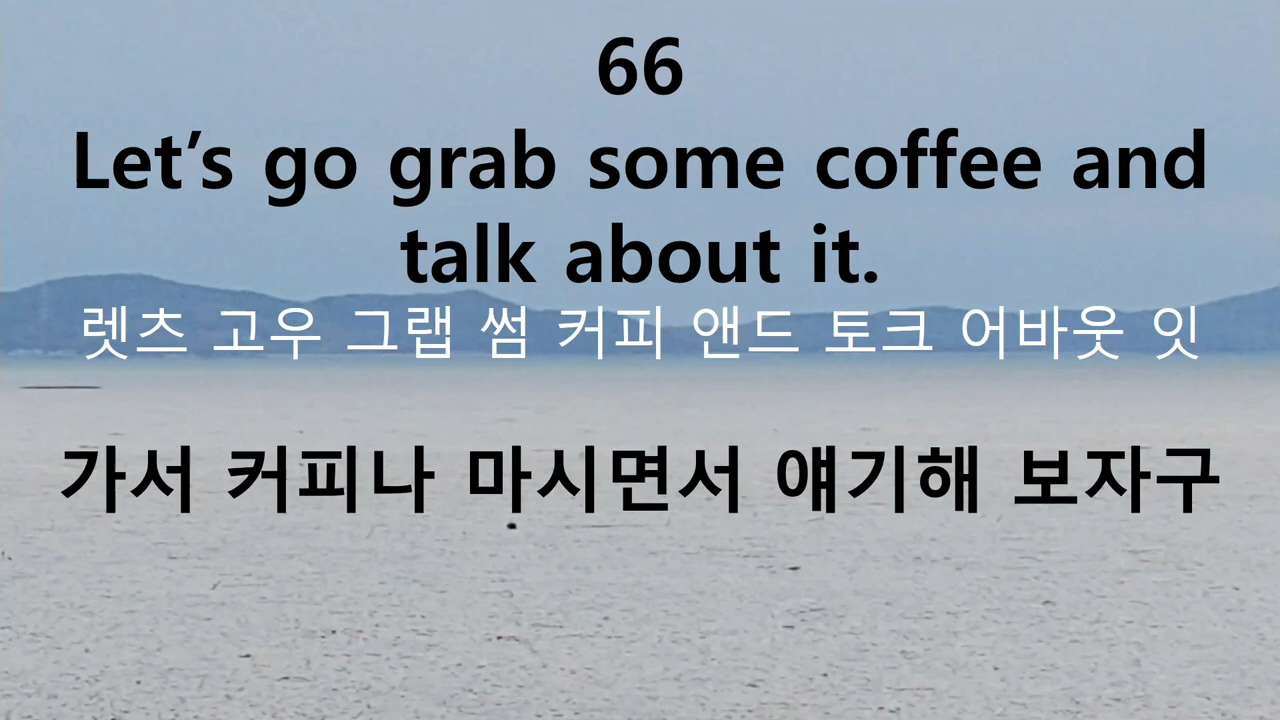 66
Let’s go grab some coffee and
talk about it.
렛츠 고우 그랩 썸 커피 앤드 토크 어바웃 잇
가서 커피나 마시면서 얘기해 보자구